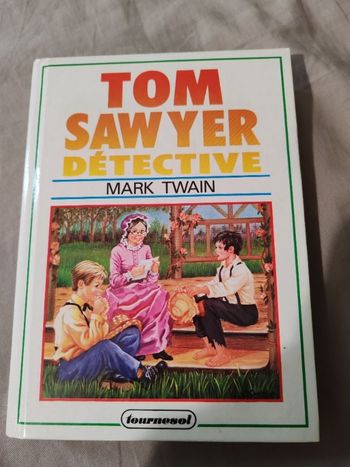 TOM
SAWYER
DÉTECTIVE
MARK TWAIN
tournesol